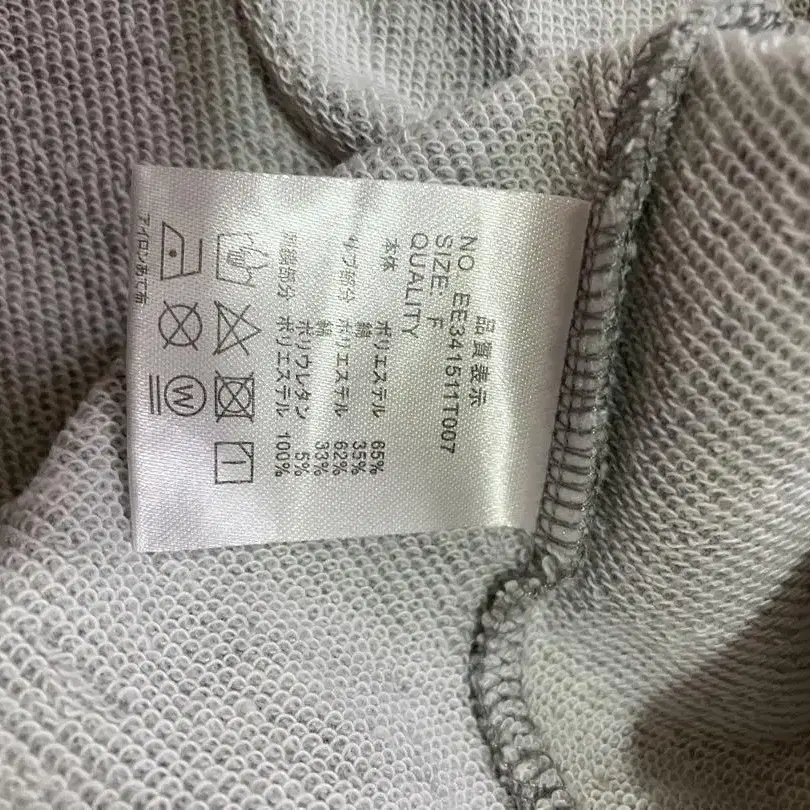 品質表示
NO. EE341511T007
SIZE: F
QUALITY
本体 ポリエステル 65%
綿 35%
リブ部分 ポリエステル 62%
綿 33%
ポリウレタン 5%
部分 ポリエステル 100%
W
アイロンあて布